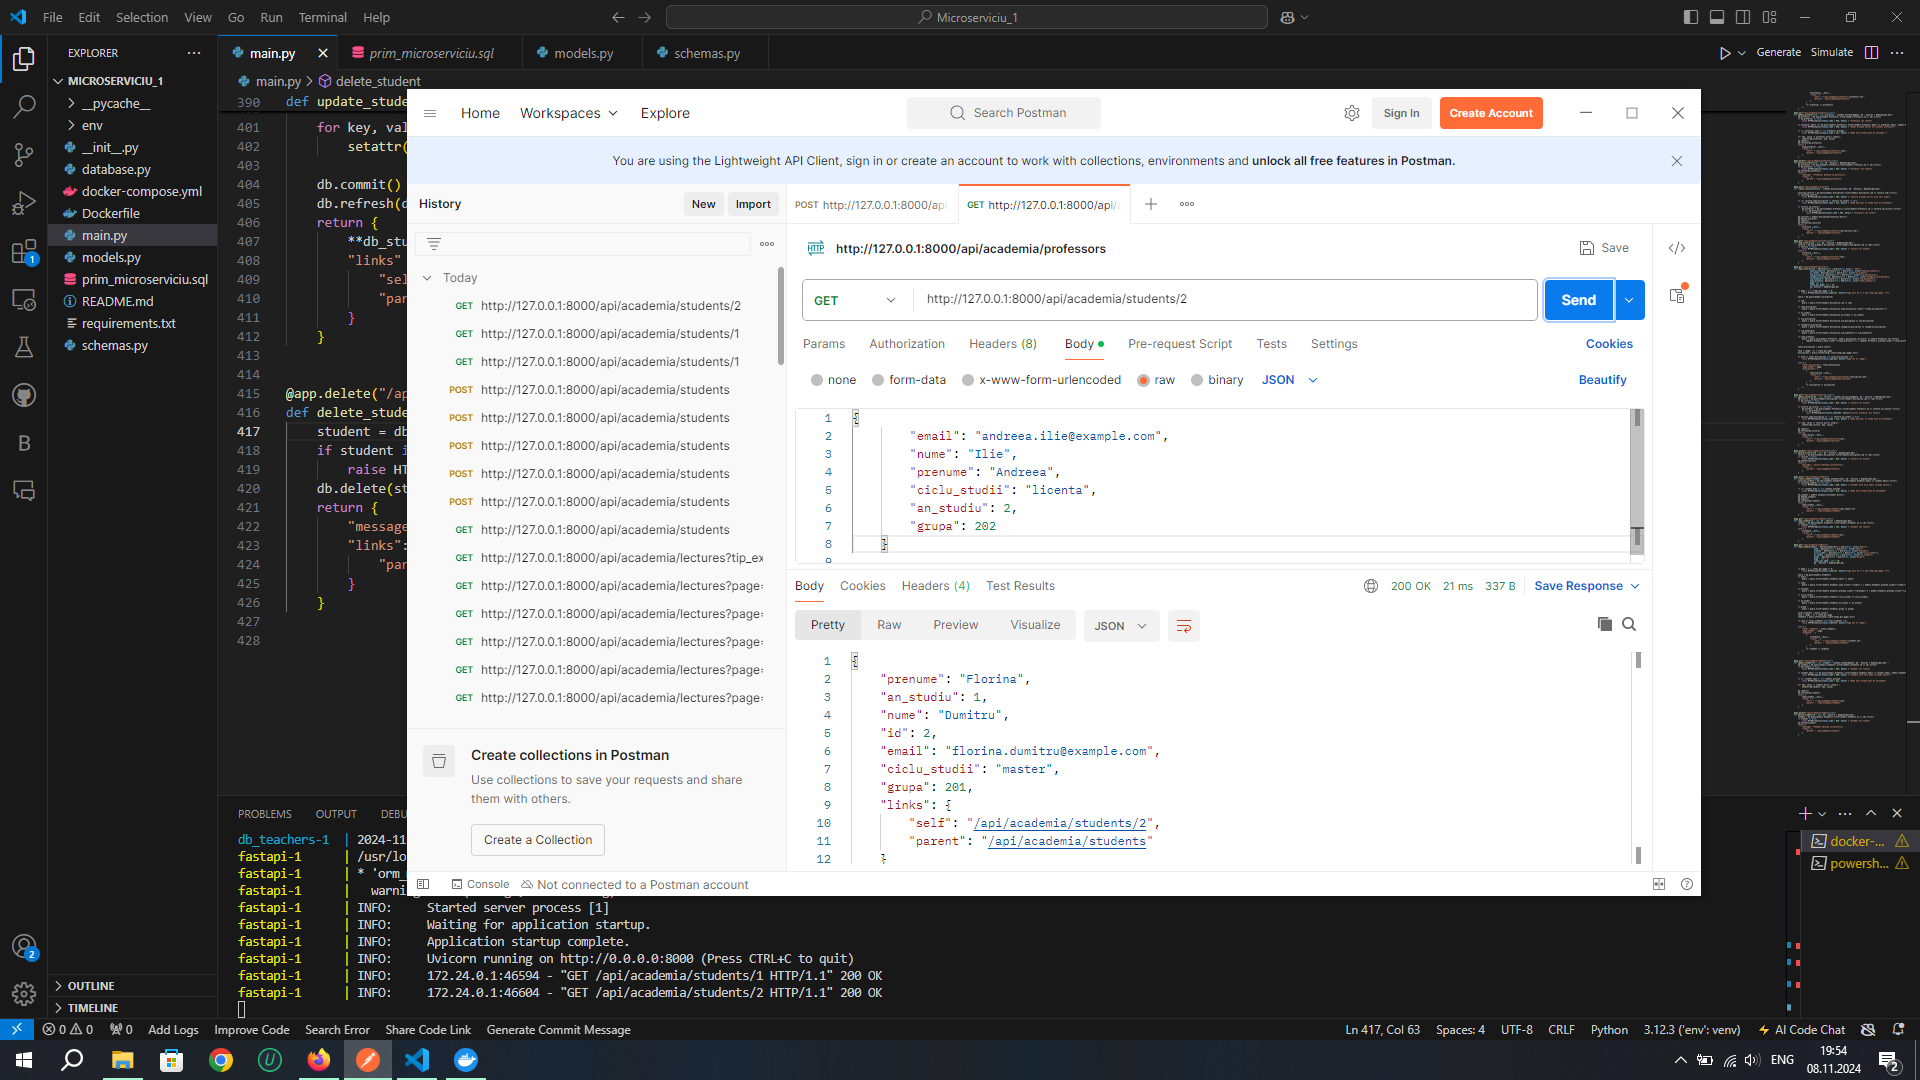 File Edit Selection View Go Run Terminal Help
Microserviciu_1
EXPLORER
MICROSERVICIU_1
__pycache__
env
__init__.py
database.py
docker-compose.yml
Dockerfile
main.py
models.py
prim_microserviciu.sql
README.md
requirements.txt
schemas.py
OUTLINE
TIMELINE
main.py prim_microserviciu.sql models.py schemas.py
Generate Simulate
main.py > delete_student
390 def update_stude
401 for key, val
402 setattr(
403
404 db.commit()
405 db.refresh(d
406 return {
407 **db_stu
408 "links"
409 "sel
410 "par
411 }
412 }
413
414
415 @app.delete("/ap
416 def delete_stude
417 student = db
418 if student i
419 raise HT
420 db.delete(st
421 return {
422 "message
423 "links":
424 "par
425 }
426 }
427
428
Home Workspaces Explore
Search Postman
Sign In Create Account
You are using the Lightweight API Client, sign in or create an account to work with collections, environments and unlock all free features in Postman.
History New Import
Today
GET http://127.0.0.1:8000/api/academia/students/2
GET http://127.0.0.1:8000/api/academia/students/1
GET http://127.0.0.1:8000/api/academia/students/1
POST http://127.0.0.1:8000/api/academia/students
POST http://127.0.0.1:8000/api/academia/students
POST http://127.0.0.1:8000/api/academia/students
POST http://127.0.0.1:8000/api/academia/students
POST http://127.0.0.1:8000/api/academia/students
GET http://127.0.0.1:8000/api/academia/students
GET http://127.0.0.1:8000/api/academia/lectures?tip_ex
GET http://127.0.0.1:8000/api/academia/lectures?page=
GET http://127.0.0.1:8000/api/academia/lectures?page=
GET http://127.0.0.1:8000/api/academia/lectures?page=
GET http://127.0.0.1:8000/api/academia/lectures?page=
GET http://127.0.0.1:8000/api/academia/lectures?page=
Create collections in Postman
Use collections to save your requests and share
them with others.
Create a Collection
POST http://127.0.0.1:8000/api GET http://127.0.0.1:8000/api/
HTTP http://127.0.0.1:8000/api/academia/professors Save
GET http://127.0.0.1:8000/api/academia/students/2 Send
Params Authorization Headers (8) Body Pre-request Script Tests Settings Cookies
none form-data x-www-form-urlencoded raw binary JSON Beautify
1 {
2 "email": "andreea.ilie@example.com",
3 "nume": "Ilie",
4 "prenume": "Andreea",
5 "ciclu_studii": "licenta",
6 "an_studiu": 2,
7 "grupa": 202
8 }
9
Body Cookies Headers (4) Test Results 200 OK 21 ms 337 B Save Response
Pretty Raw Preview Visualize JSON
1 {
2 "prenume": "Florina",
3 "an_studiu": 1,
4 "nume": "Dumitru",
5 "id": 2,
6 "email": "florina.dumitru@example.com",
7 "ciclu_studii": "master",
8 "grupa": 201,
9 "links": {
10 "self": "/api/academia/students/2",
11 "parent": "/api/academia/students"
12 }
Console Not connected to a Postman account
PROBLEMS OUTPUT DEBU
db_teachers-1 | 2024-11
fastapi-1 | /usr/lo
fastapi-1 | * 'orm_
fastapi-1 | warni
fastapi-1 | INFO: Started server process [1]
fastapi-1 | INFO: Waiting for application startup.
fastapi-1 | INFO: Application startup complete.
fastapi-1 | INFO: Uvicorn running on http://0.0.0.0:8000 (Press CTRL+C to quit)
fastapi-1 | INFO: 172.24.0.1:46594 - "GET /api/academia/students/1 HTTP/1.1" 200 OK
fastapi-1 | INFO: 172.24.0.1:46604 - "GET /api/academia/students/2 HTTP/1.1" 200 OK
docker-...
powersh...
0 0 0 Add Logs Improve Code Search Error Share Code Link Generate Commit Message
Ln 417, Col 63 Spaces: 4 UTF-8 CRLF Python 3.12.3 ('env': venv) AI Code Chat
ENG
19:54
08.11.2024
2